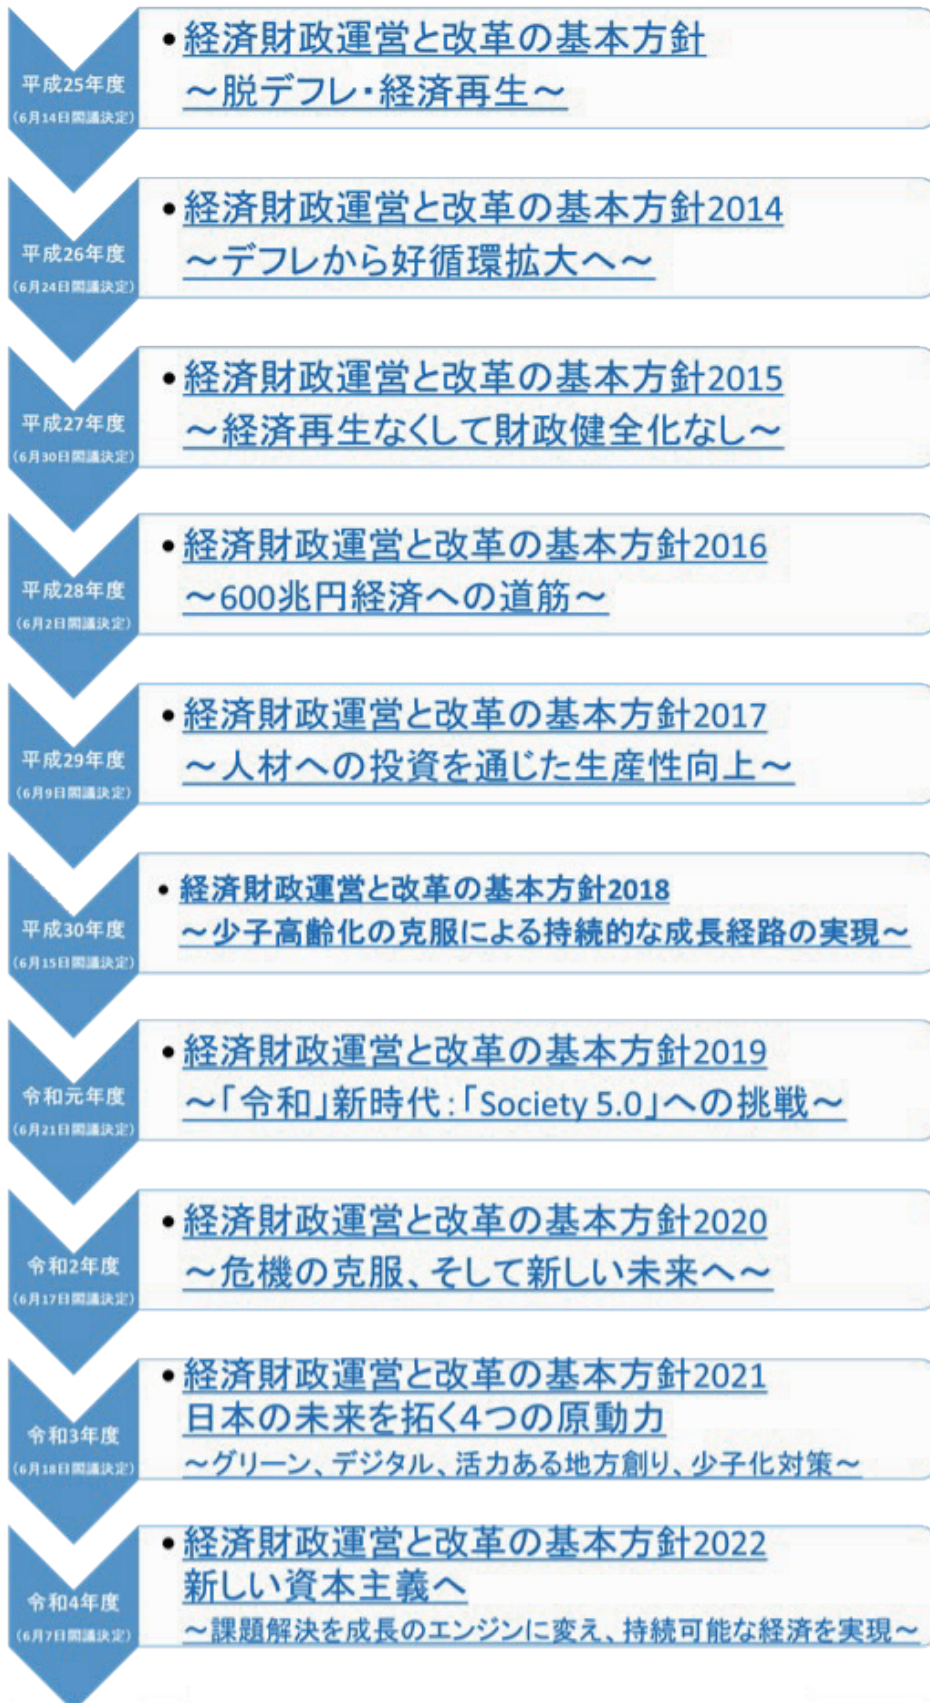 平成25年度
(6月14日閣議決定)
• 経済財政運営と改革の基本方針
～脱デフレ・経済再生～
平成26年度
(6月24日閣議決定)
• 経済財政運営と改革の基本方針2014
～デフレから好循環拡大へ～
平成27年度
(6月30日閣議決定)
• 経済財政運営と改革の基本方針2015
～経済再生なくして財政健全化なし～
平成28年度
(6月2日閣議決定)
• 経済財政運営と改革の基本方針2016
～600兆円経済への道筋～
平成29年度
(6月9日閣議決定)
• 経済財政運営と改革の基本方針2017
～人材への投資を通じた生産性向上～
平成30年度
(6月15日閣議決定)
• 経済財政運営と改革の基本方針2018
～少子高齢化の克服による持続的な成長経路の実現～
令和元年度
(6月21日閣議決定)
• 経済財政運営と改革の基本方針2019
～「令和」新時代:「Society 5.0」への挑戦～
令和2年度
(6月17日閣議決定)
• 経済財政運営と改革の基本方針2020
～危機の克服、そして新しい未来へ～
令和3年度
(6月18日閣議決定)
• 経済財政運営と改革の基本方針2021
日本の未来を拓く4つの原動力
～グリーン、デジタル、活力ある地方創り、少子化対策～
令和4年度
(6月7日閣議決定)
• 経済財政運営と改革の基本方針2022
新しい資本主義へ
～課題解決を成長のエンジンに変え、持続可能な経済を実現～